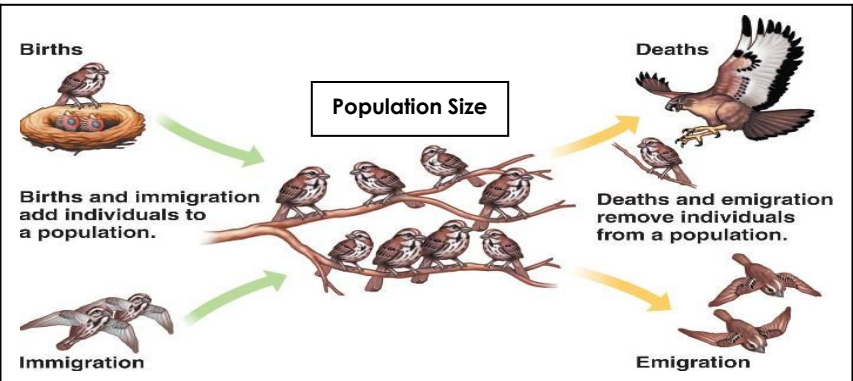 Births
Deaths
Population Size
Births and immigration
add individuals to
a population.
Deaths and emigration
remove individuals
from a population.
Immigration
Emigration